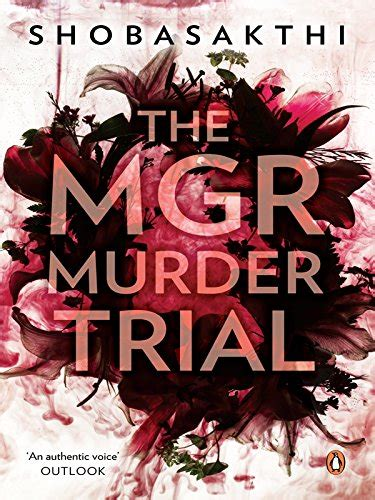 SHOBASAKTHI
THE
MGR
MURDER
TRIAL
'An authentic voice'
OUTLOOK